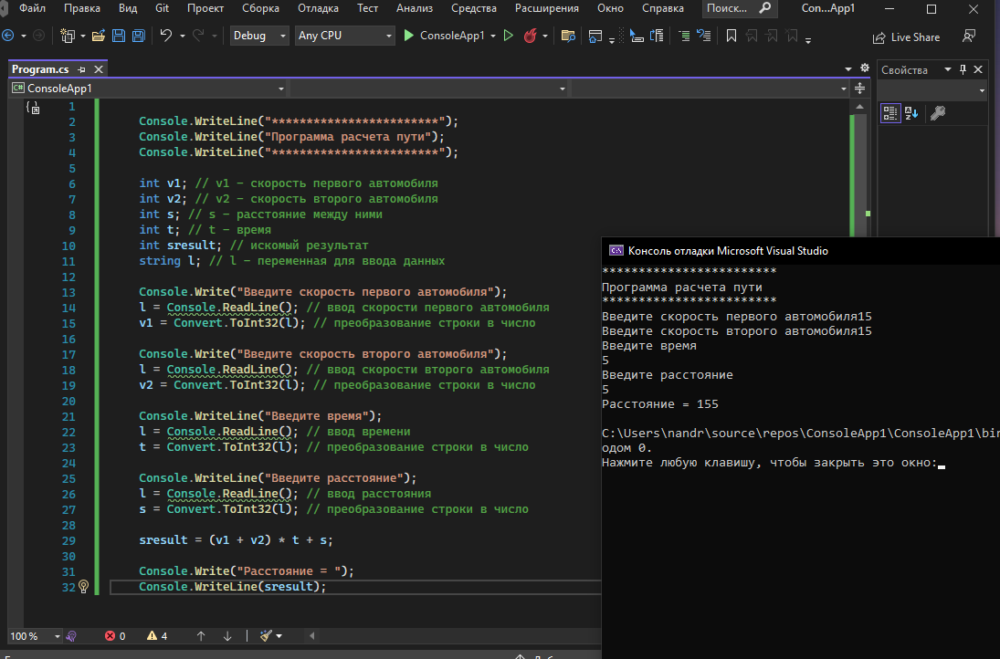 Файл Правка Вид Git Проект Сборка Отладка Тест Анализ Средства Расширения Окно Справка Поиск... Con...App1
Debug Any CPU ConsoleApp1 Live Share
Program.cs
ConsoleApp1
1
2 Console.WriteLine("************************");
3 Console.WriteLine("Программа расчета пути");
4 Console.WriteLine("************************");
5
6 int v1; // v1 - скорость первого автомобиля
7 int v2; // v2 - скорость второго автомобиля
8 int s; // s - расстояние между ними
9 int t; // t - время
10 int sresult; // искомый результат
11 string l; // l - переменная для ввода данных
12
13 Console.Write("Введите скорость первого автомобиля");
14 l = Console.ReadLine(); // ввод скорости первого автомобиля
15 v1 = Convert.ToInt32(l); // преобразование строки в число
16
17 Console.Write("Введите скорость второго автомобиля");
18 l = Console.ReadLine(); // ввод скорости второго автомобиля
19 v2 = Convert.ToInt32(l); // преобразование строки в число
20
21 Console.WriteLine("Введите время");
22 l = Console.ReadLine(); // ввод времени
23 t = Convert.ToInt32(l); // преобразование строки в число
24
25 Console.WriteLine("Введите расстояние");
26 l = Console.ReadLine(); // ввод расстояния
27 s = Convert.ToInt32(l); // преобразование строки в число
28
29 sresult = (v1 + v2) * t + s;
30
31 Console.Write("Расстояние = ");
32 Console.WriteLine(sresult);
100 % 0 4
Свойства
Консоль отладки Microsoft Visual Studio
************************
Программа расчета пути
************************
Введите скорость первого автомобиля15
Введите скорость второго автомобиля15
Введите время
5
Введите расстояние
5
Расстояние = 155
C:\Users\nandr\source\repos\ConsoleApp1\ConsoleApp1\bin
одом 0.
Нажмите любую клавишу, чтобы закрыть это окно: